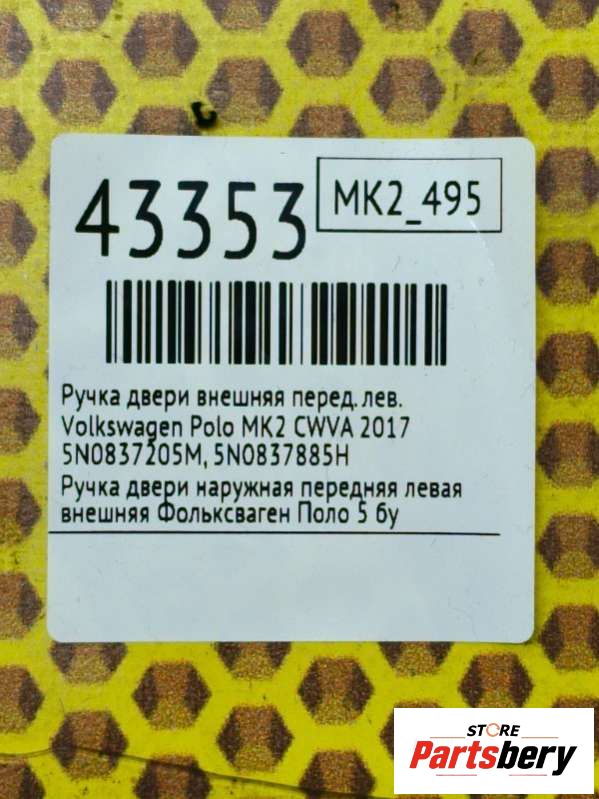 43353
MK2_495
Ручка двери внешняя перед. лев.
Volkswagen Polo MK2 CWVA 2017
5N0837205M, 5N0837885H
Ручка двери наружная передняя левая
внешняя Фольксваген Поло 5 бу
STORE
Partsbery